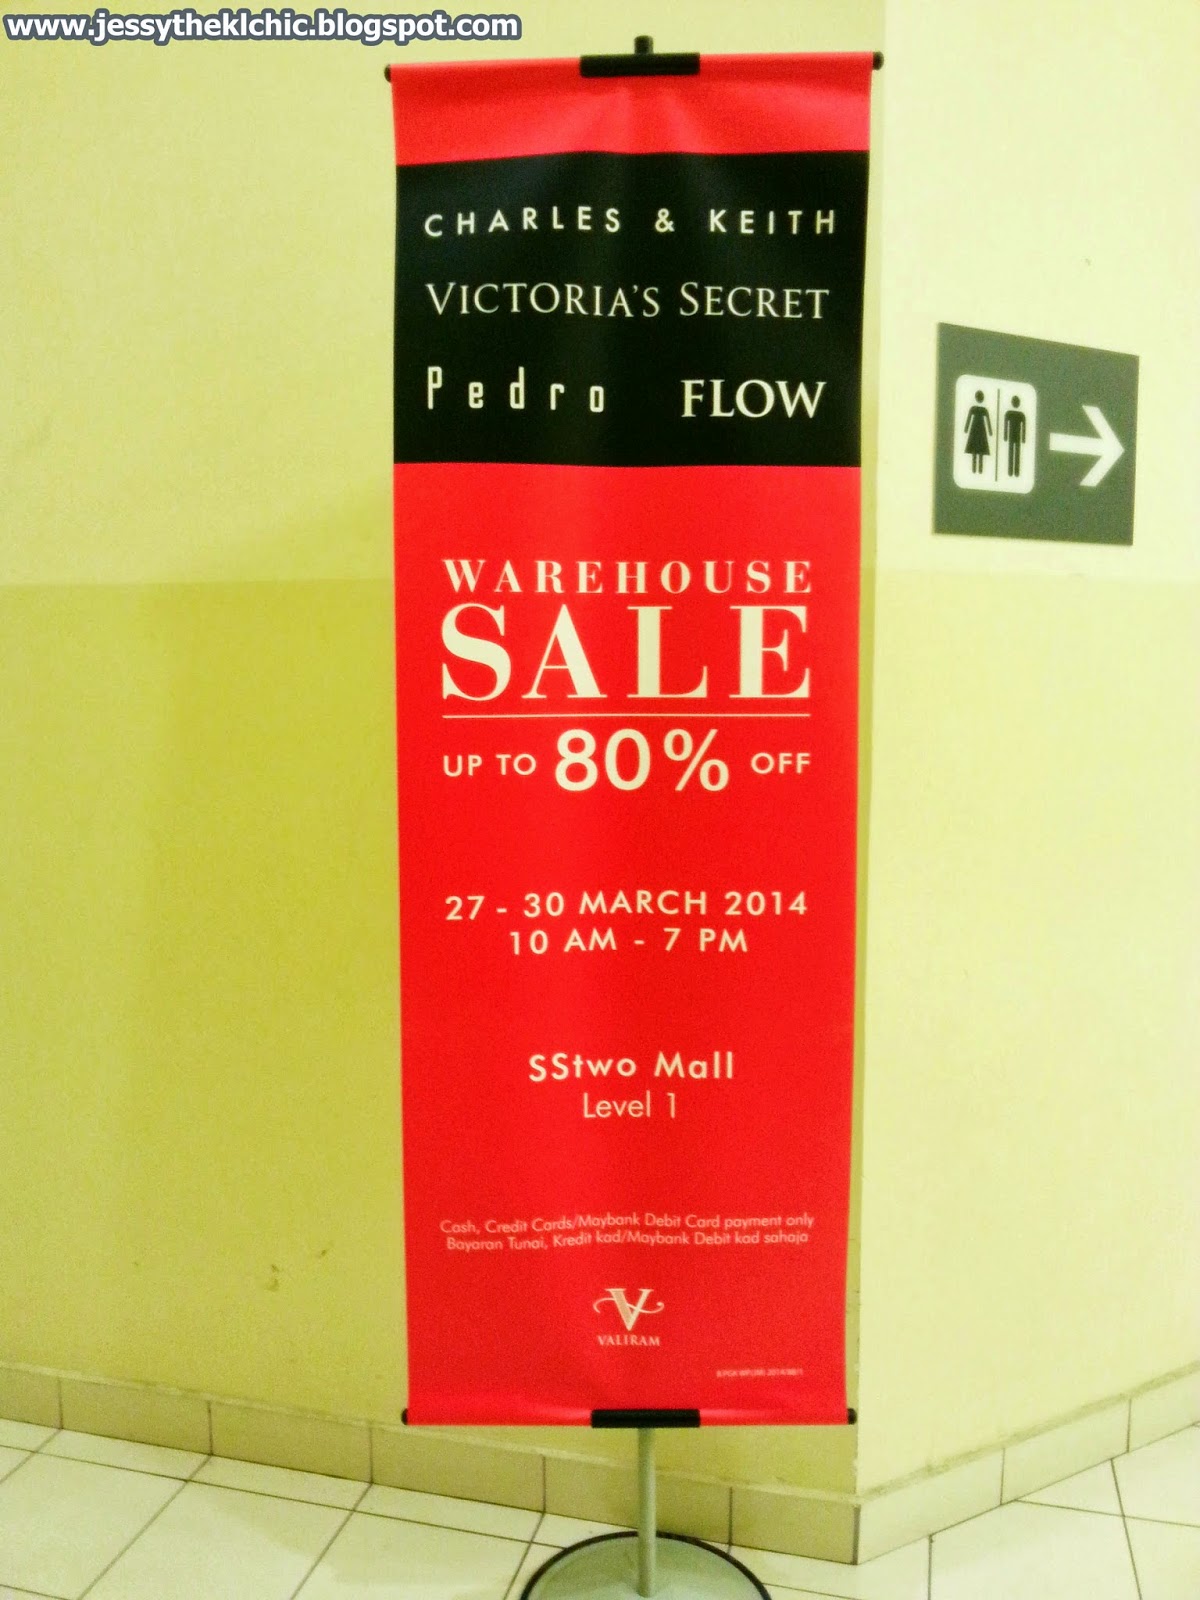 www.jessytheklchic.blogspot.com
CHARLES & KEITH
VICTORIA'S SECRET
Pedro FLOW
WAREHOUSE
SALE
UP TO 80% OFF
27 - 30 MARCH 2014
10 AM - 7 PM
SStwo Mall
Level 1
Cash, Credit Cards/Maybank Debit Card payment only
Bayaran Tunai, Kredit kad/Maybank Debit kad sahaja
V
VALIRAM